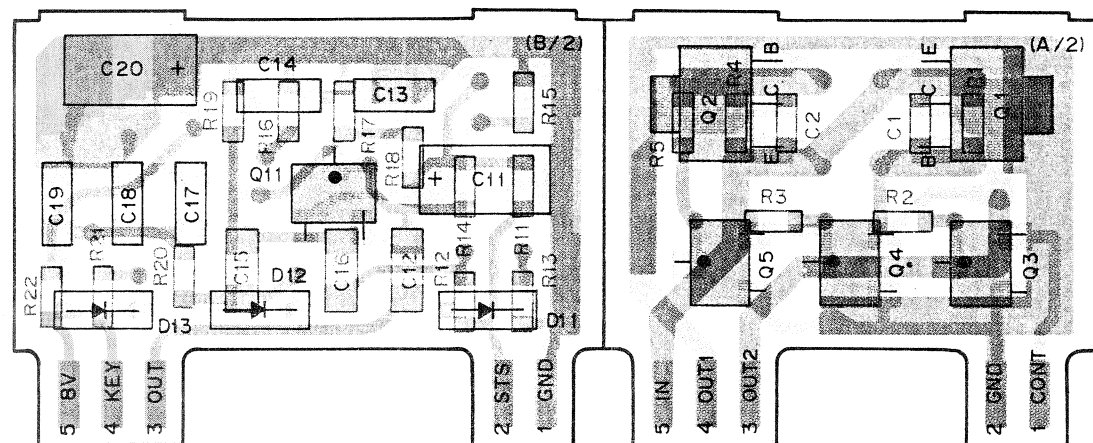 (B/2)
C20
+
C14
C13
R19
R16
R17
R15
R18
Q11
+
C11
C19
C18
C17
R21
R20
C15
C16
C12
R12
R14
R11
R13
R22
D12
D13
D11
5 8V
4 KEY
3 OUT
2 STS
1 GND
(A/2)
B
E
R4
R1
Q2
C
C2
C1
C
Q1
R5
E
B
R3
R2
Q5
Q4
Q3
5 IN
4 OUT1
3 OUT2
2 GND
1 CONT